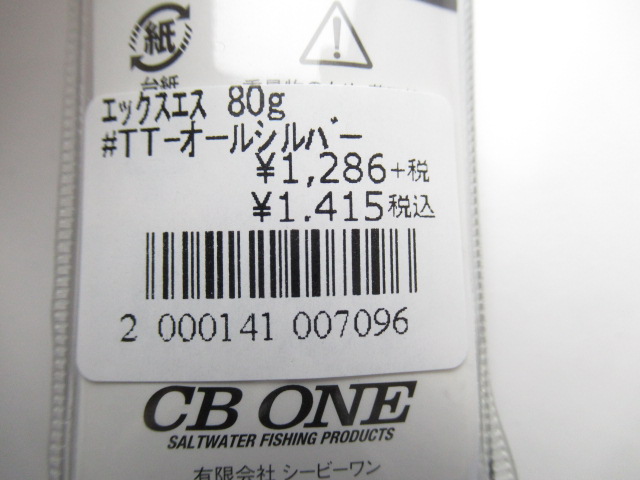 紙
台紙
エックスエス 80g
#TT-オールシルバー
¥1,286+税
¥1.415税込
2 000141 007096
CB ONE
SALTWATER FISHING PRODUCTS
有限会社 シービーワン